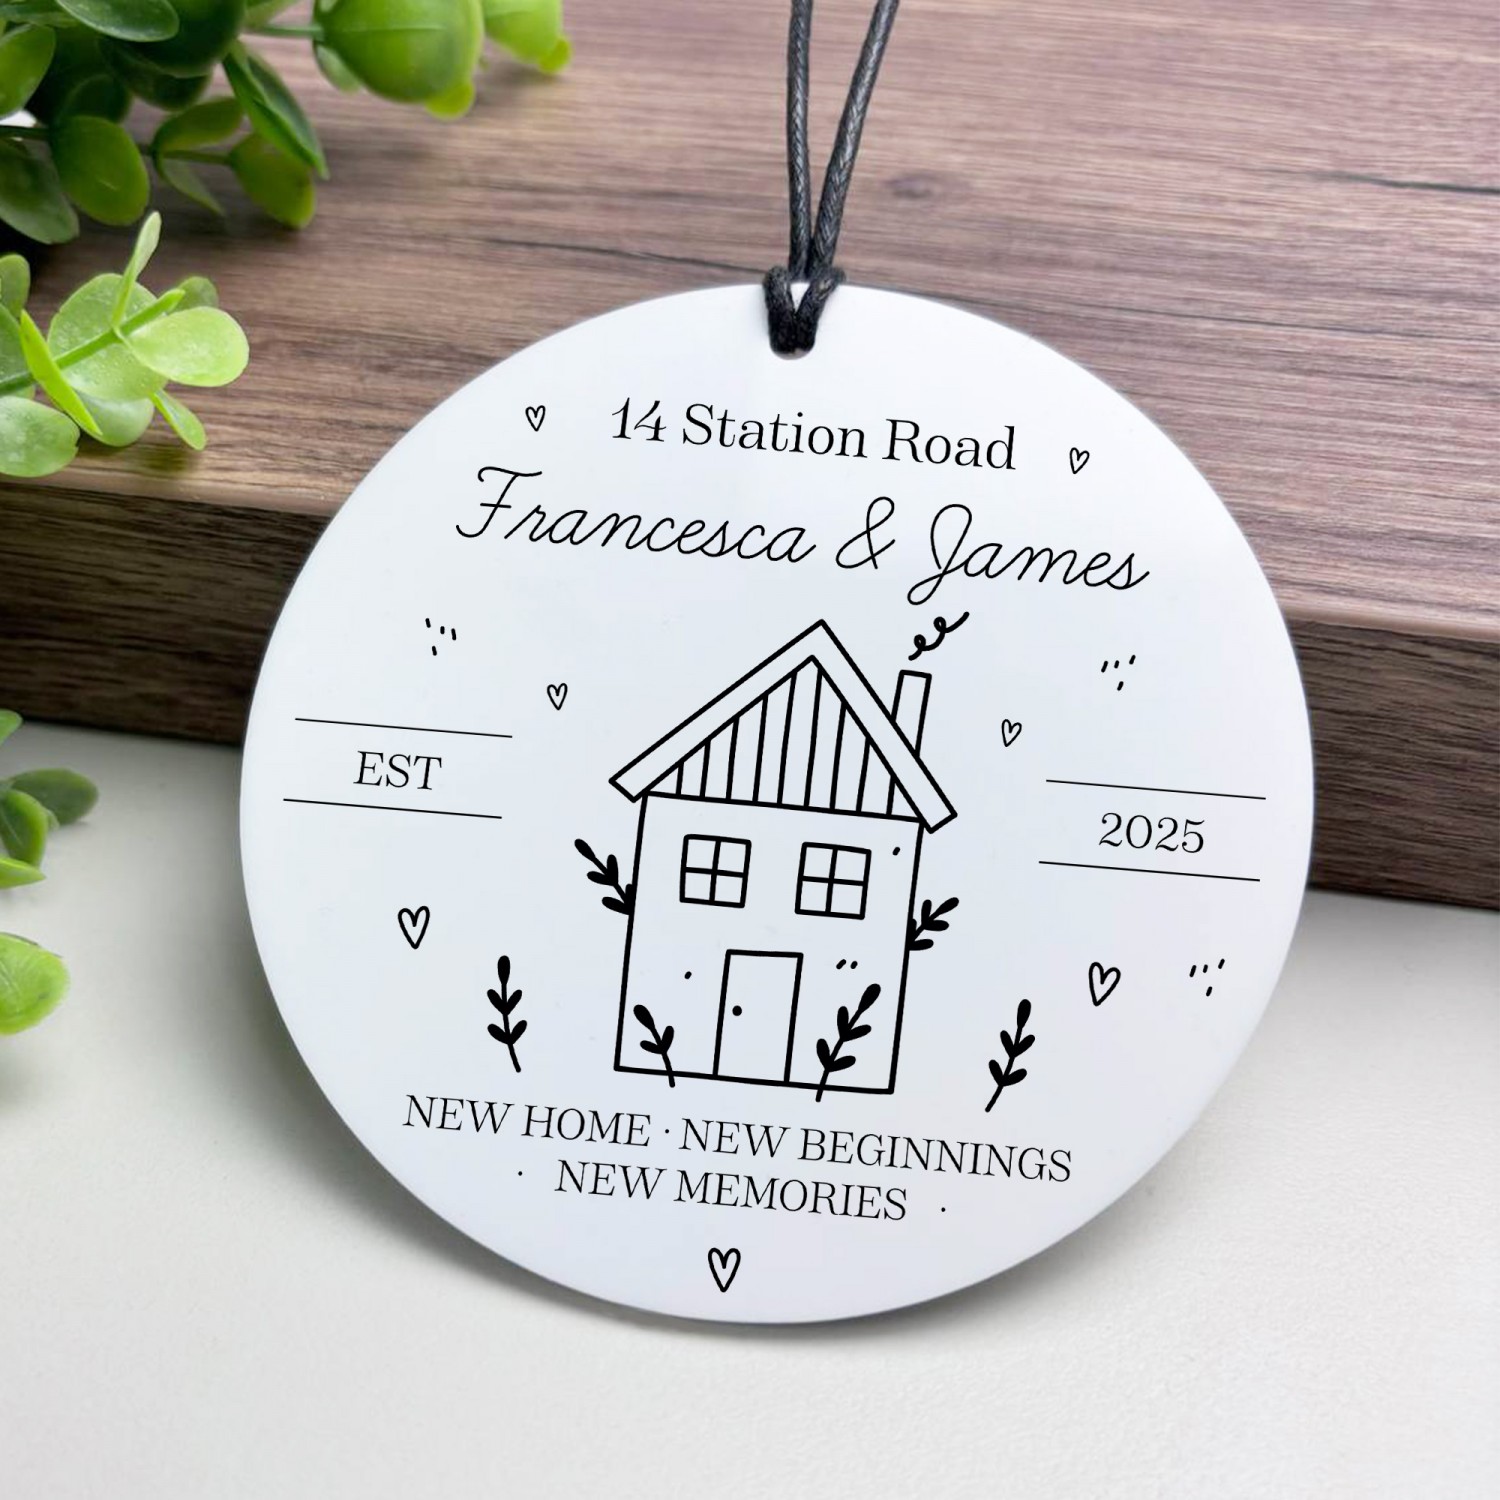 14 Station Road
Francesca & James
EST
2025
NEW HOME · NEW BEGINNINGS
· NEW MEMORIES ·